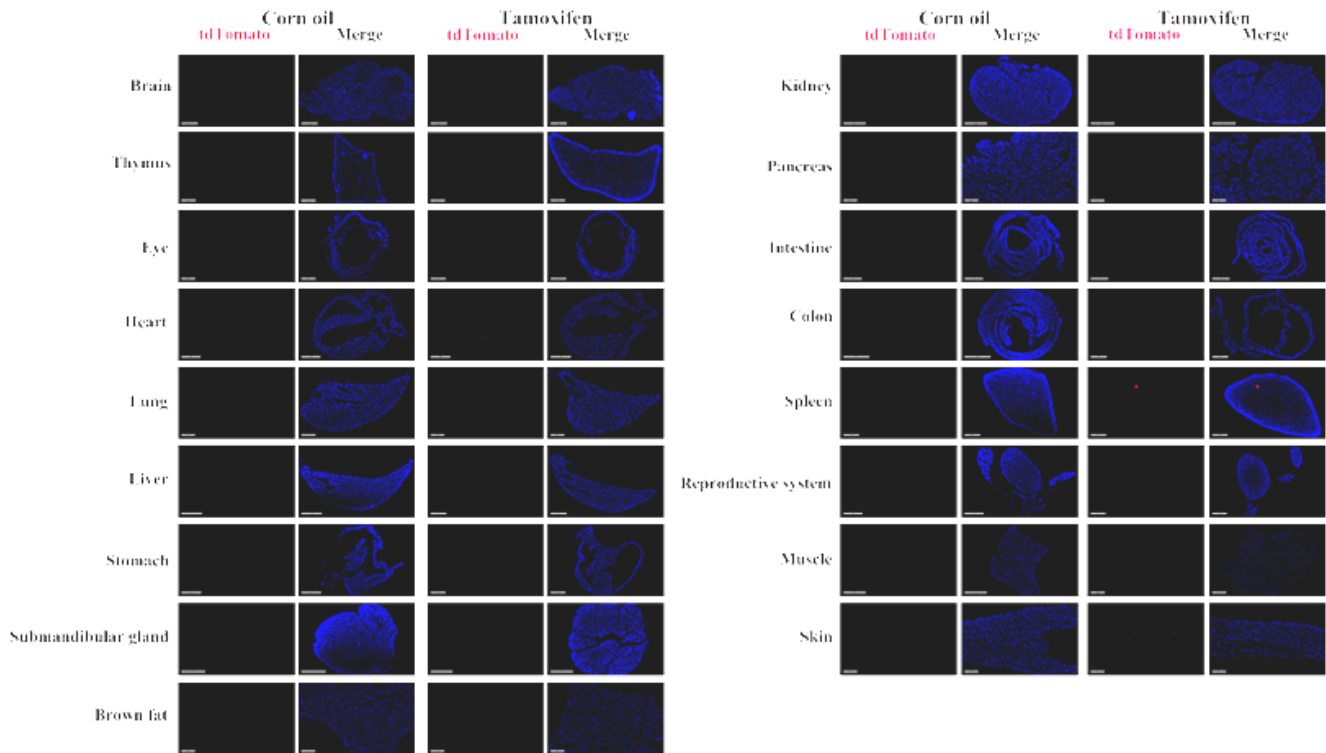 Corn oil Tamoxifen Corn oil Tamoxifen
tdTomato Merge tdTomato Merge tdTomato Merge tdTomato Merge
Brain
Thymus
Eye
Heart
Lung
Liver
Stomach
Submandibular gland
Brown fat
Kidney
Pancreas
Intestine
Colon
Spleen
Reproductive system
Muscle
Skin